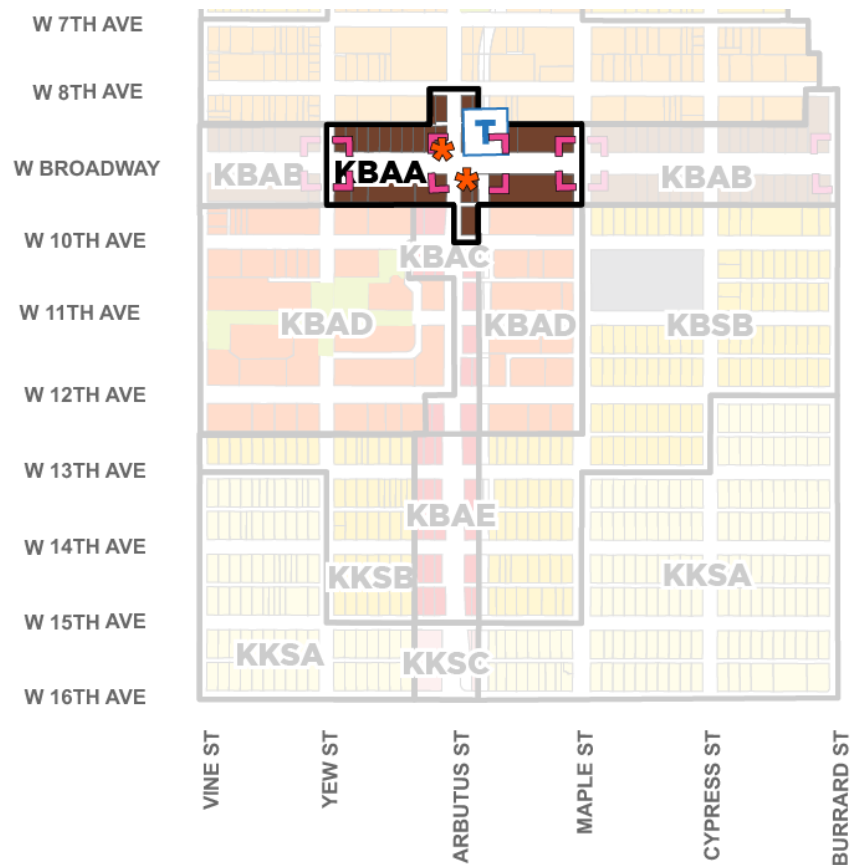 W 7TH AVE
W 8TH AVE
T
W BROADWAY
KBAB
KBAA
KBAB
W 10TH AVE
KBAC
W 11TH AVE
KBAD
KBAD
KBSB
W 12TH AVE
W 13TH AVE
KBAE
W 14TH AVE
KKSB
KKSA
W 15TH AVE
KKSA
KKSC
W 16TH AVE
VINE ST
YEW ST
ARBUTUS ST
MAPLE ST
CYPRESS ST
BURRARD ST